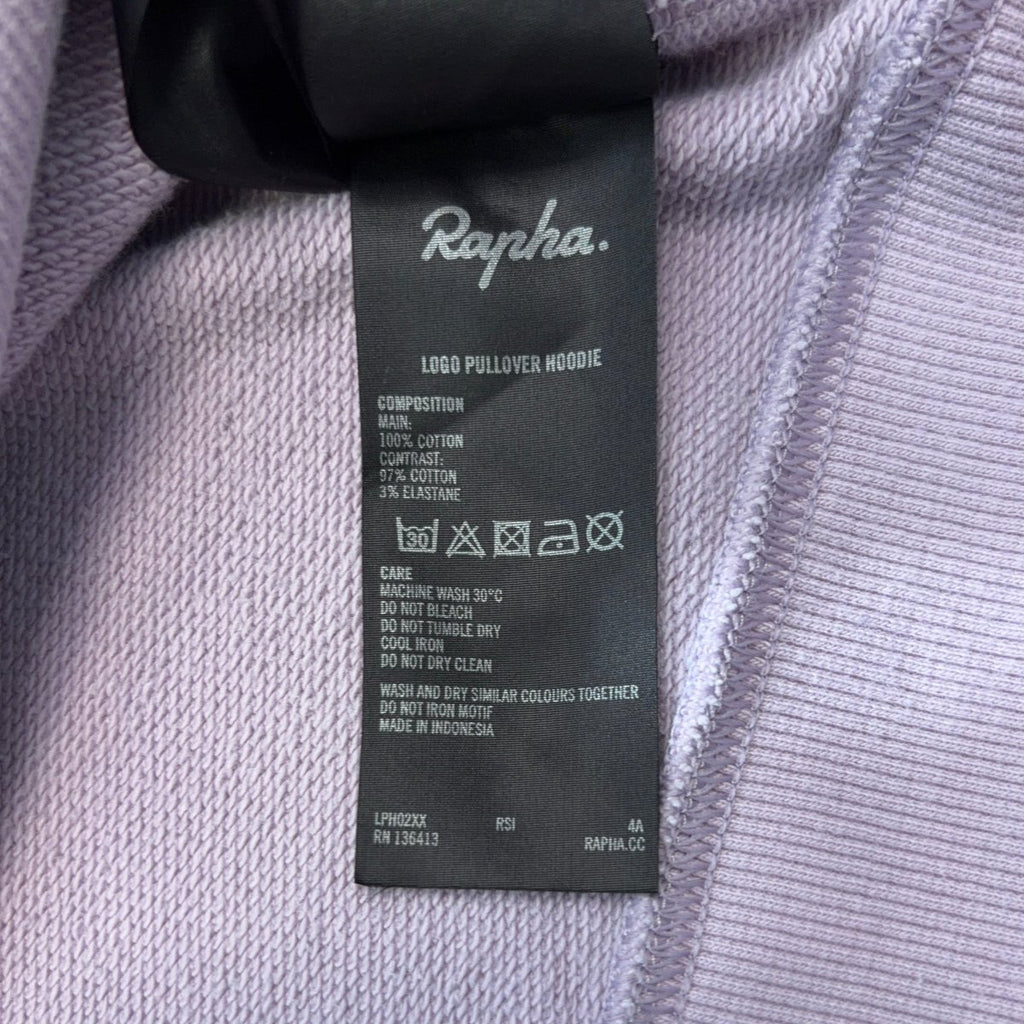 Rapha.
LOGO PULLOVER HOODIE
COMPOSITION
MAIN:
100% COTTON
CONTRAST:
97% COTTON
3% ELASTANE
30
CARE
MACHINE WASH 30°C
DO NOT BLEACH
DO NOT TUMBLE DRY
COOL IRON
DO NOT DRY CLEAN
WASH AND DRY SIMILAR COLOURS TOGETHER
DO NOT IRON MOTIF
MADE IN INDONESIA
LPH02XX RSI 4A
RN 136413 RAPHA.CC